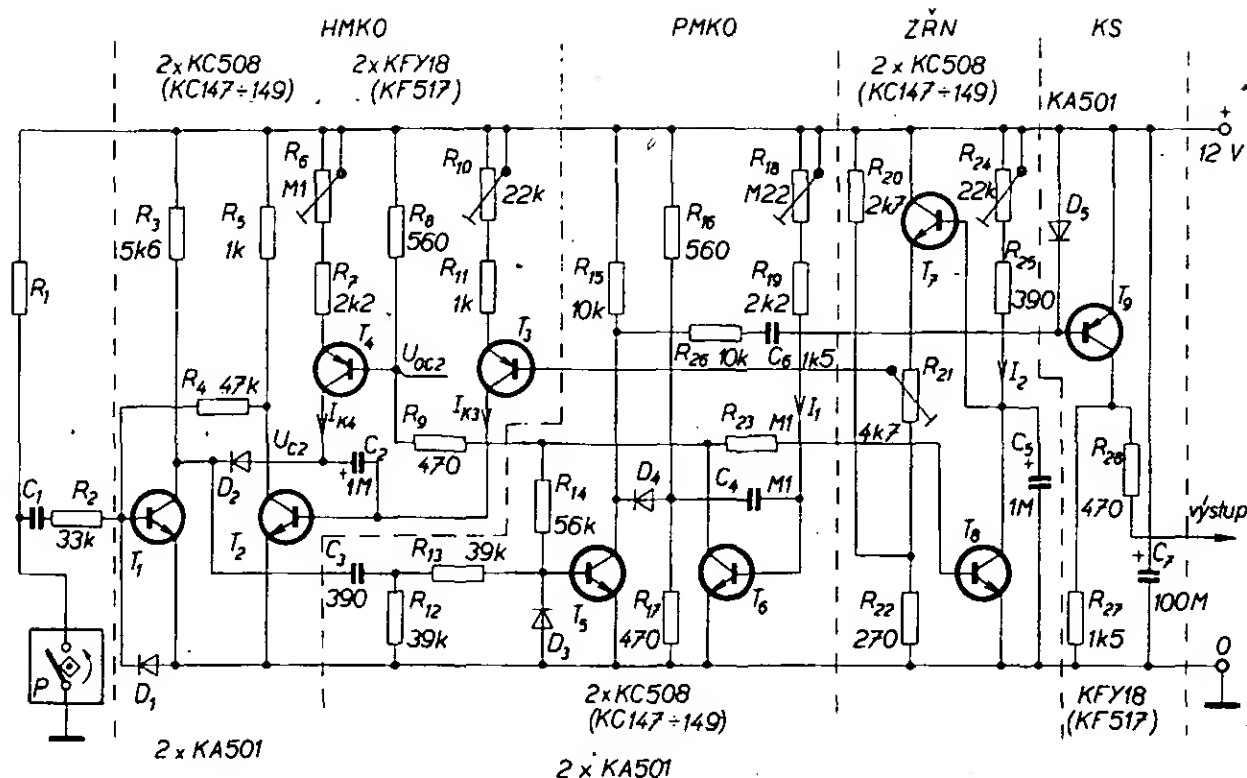 HMKO
PMKO
ZŘN
KS
2 x KC508
(KC147÷149)
2 x KFY18
(KF517)
2 x KC508
(KC147÷149)
KA501
+
12 V
R1
R3
5k6
R5
1k
R6
M1
R7
2k2
R8
560
R10
22k
R11
1k
R15
10k
R16
560
R18
M22
R19
2k2
R20
2k7
T7
R24
22k
R25
390
D5
T9
T4
UOC2
T3
R26
10k
C6
1k5
R21
4k7
I2
R4
47k
IK4
R9
470
IK3
I1
R23
M1
UC2
D2
C2
+
1M
R14
56k
D4
C4
M1
C5
+
1M
R28
470
výstup
C1
R2
33k
T1
T2
C3
390
R13
39k
R12
39k
D3
T5
R17
470
T6
R22
270
T8
R27
1k5
C7
+
100M
P
D1
0
2 x KC508
(KC147÷149)
KFY18
(KF517)
2 x KA501
2 x KA501